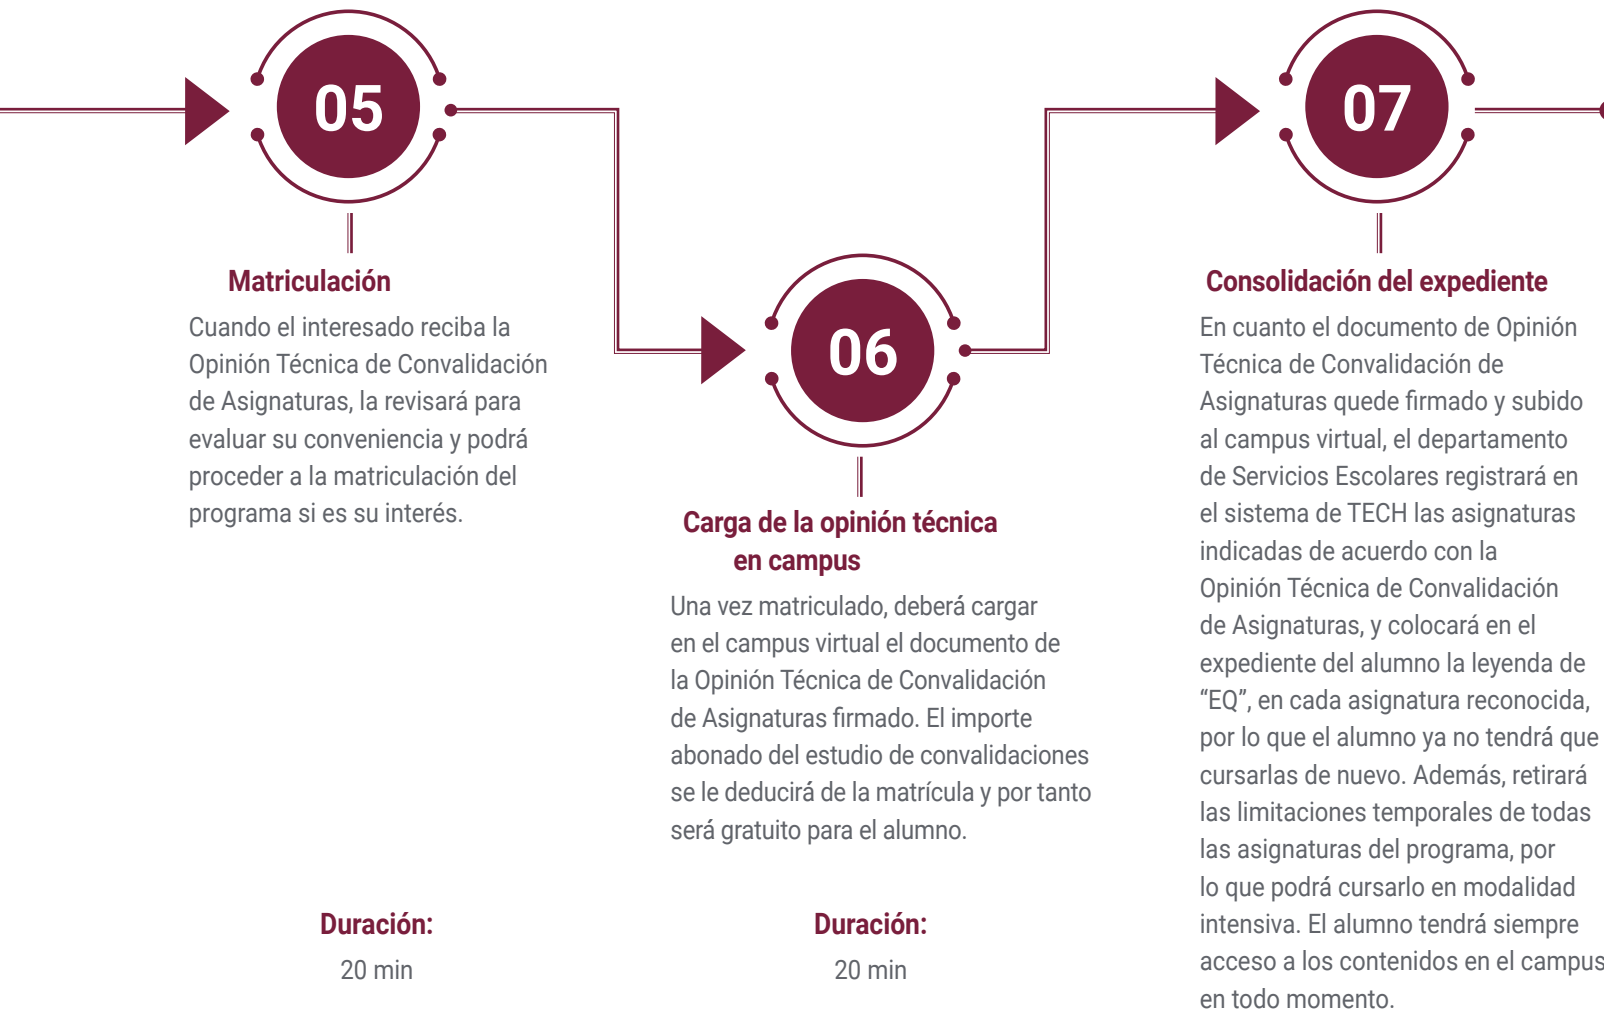 05
Matriculación
Cuando el interesado reciba la
Opinión Técnica de Convalidación
de Asignaturas, la revisará para
evaluar su conveniencia y podrá
proceder a la matriculación del
programa si es su interés.
Duración:
20 min
06
Carga de la opinión técnica
en campus
Una vez matriculado, deberá cargar
en el campus virtual el documento de
la Opinión Técnica de Convalidación
de Asignaturas firmado. El importe
abonado del estudio de convalidaciones
se le deducirá de la matrícula y por tanto
será gratuito para el alumno.
Duración:
20 min
07
Consolidación del expediente
En cuanto el documento de Opinión
Técnica de Convalidación de
Asignaturas quede firmado y subido
al campus virtual, el departamento
de Servicios Escolares registrará en
el sistema de TECH las asignaturas
indicadas de acuerdo con la
Opinión Técnica de Convalidación
de Asignaturas, y colocará en el
expediente del alumno la leyenda de
“EQ”, en cada asignatura reconocida,
por lo que el alumno ya no tendrá que
cursarlas de nuevo. Además, retirará
las limitaciones temporales de todas
las asignaturas del programa, por
lo que podrá cursarlo en modalidad
intensiva. El alumno tendrá siempre
acceso a los contenidos en el campus
en todo momento.